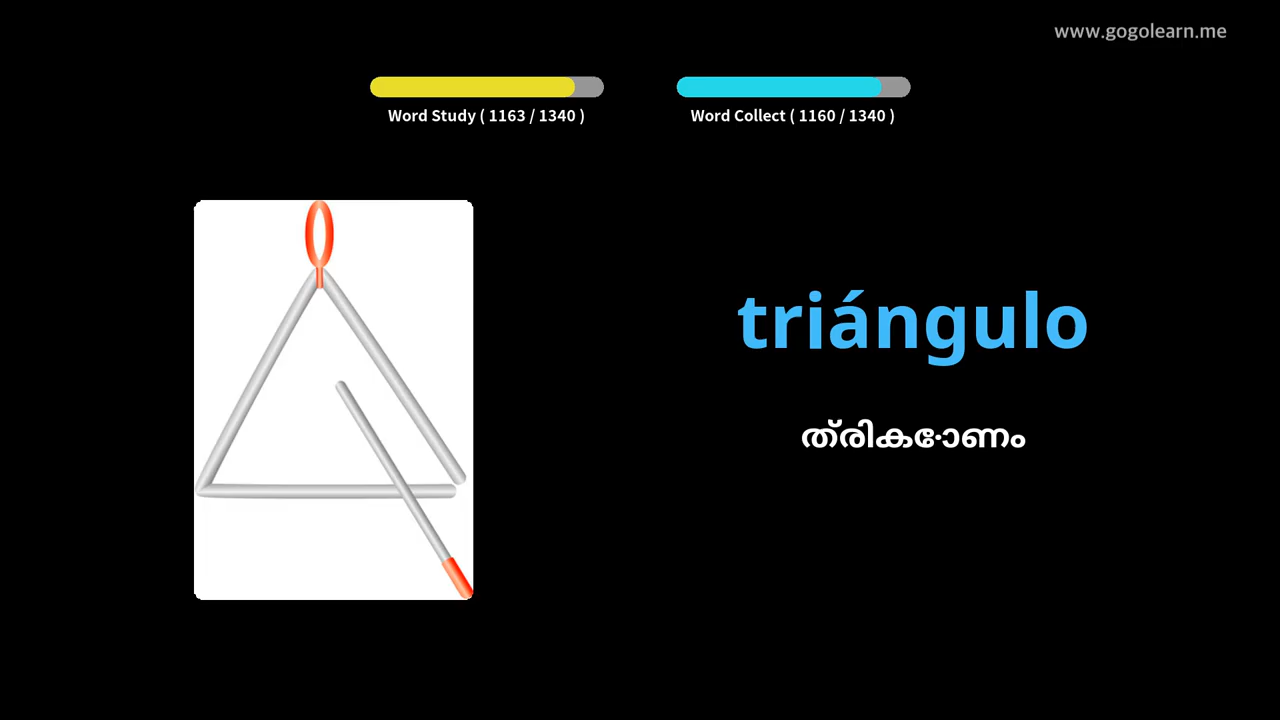 www.gogolearn.me
Word Study ( 1163 / 1340 )
Word Collect ( 1160 / 1340 )
triángulo
ത്രികോണം